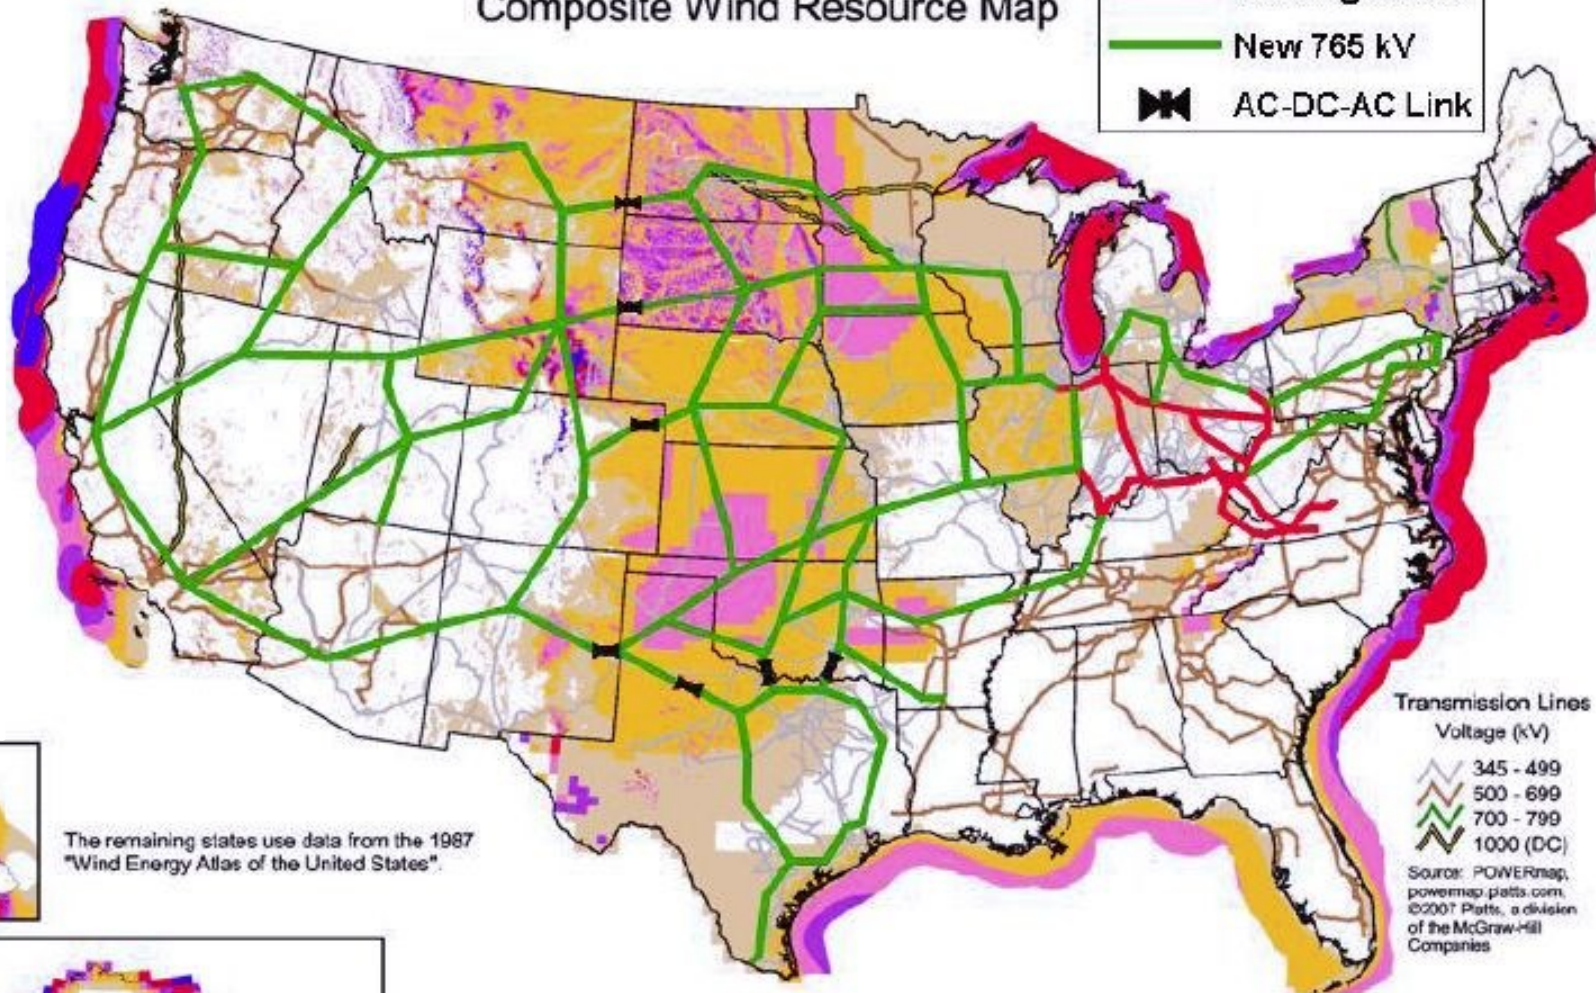 Composite Wind Resource Map
New 765 kV
AC-DC-AC Link
The remaining states use data from the 1987
"Wind Energy Atlas of the United States".
Transmission Lines
Voltage (kV)
345 - 499
500 - 699
700 - 799
1000 (DC)
Source: POWERmap,
powermap.platts.com
©2007 Platts, a division
of the McGraw-Hill
Companies